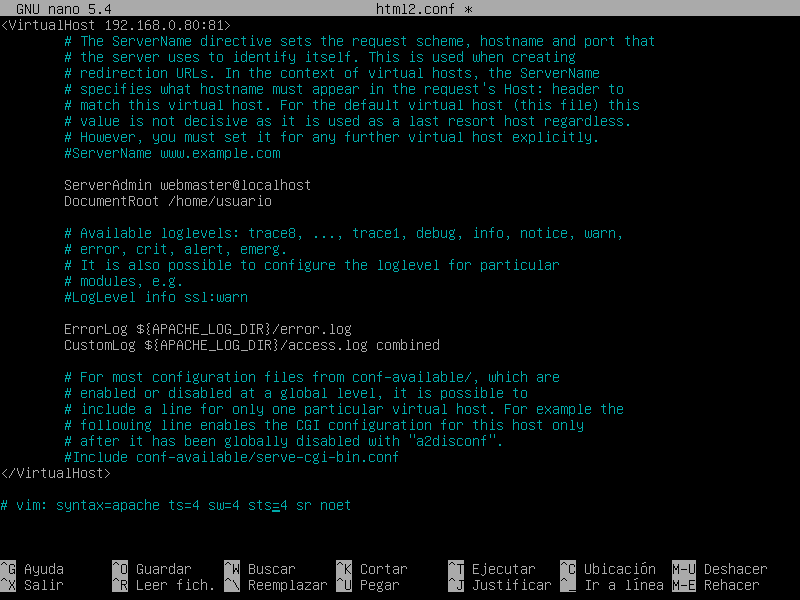 GNU nano 5.4 html2.conf *
<VirtualHost 192.168.0.80:81>
# The ServerName directive sets the request scheme, hostname and port that
# the server uses to identify itself. This is used when creating
# redirection URLs. In the context of virtual hosts, the ServerName
# specifies what hostname must appear in the request's Host: header to
# match this virtual host. For the default virtual host (this file) this
# value is not decisive as it is used as a last resort host regardless.
# However, you must set it for any further virtual host explicitly.
#ServerName www.example.com
ServerAdmin webmaster@localhost
DocumentRoot /home/usuario
# Available loglevels: trace8, ..., trace1, debug, info, notice, warn,
# error, crit, alert, emerg.
# It is also possible to configure the loglevel for particular
# modules, e.g.
#LogLevel info ssl:warn
ErrorLog ${APACHE_LOG_DIR}/error.log
CustomLog ${APACHE_LOG_DIR}/access.log combined
# For most configuration files from conf-available/, which are
# enabled or disabled at a global level, it is possible to
# include a line for only one particular virtual host. For example the
# following line enables the CGI configuration for this host only
# after it has been globally disabled with "a2disconf".
#Include conf-available/serve-cgi-bin.conf
</VirtualHost>
# vim: syntax=apache ts=4 sw=4 sts=4 sr noet
^G Ayuda ^O Guardar ^W Buscar ^K Cortar ^T Ejecutar ^C Ubicación M-U Deshacer
^X Salir ^R Leer fich. ^\ Reemplazar ^U Pegar ^J Justificar ^_ Ir a línea M-E Rehacer